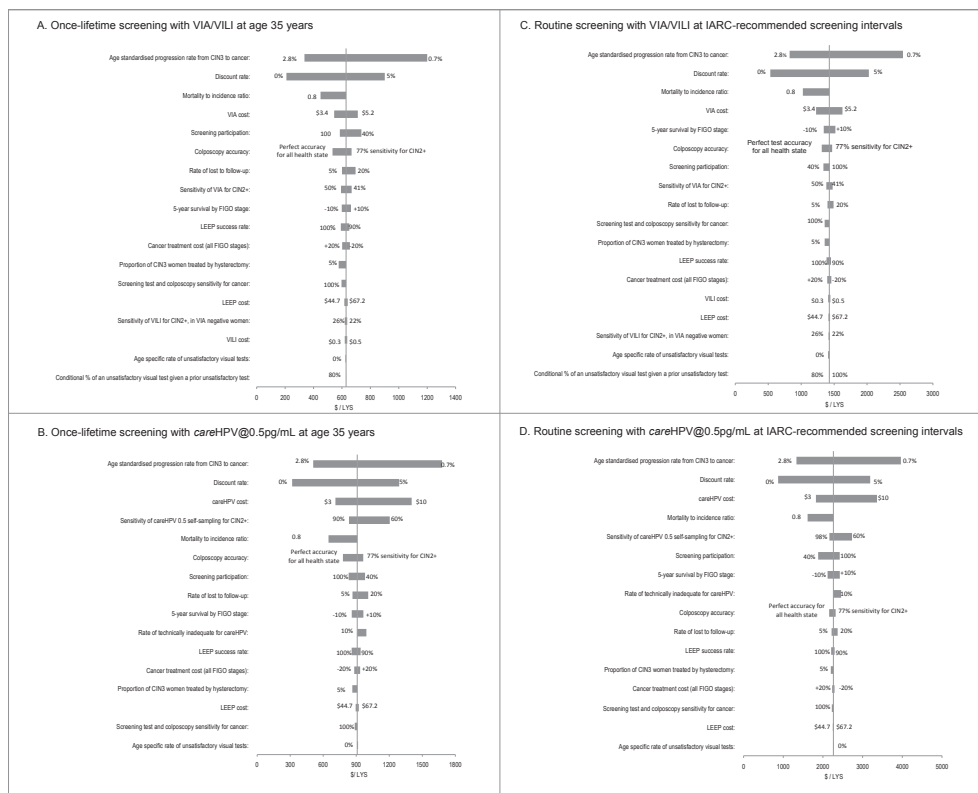 A. Once-lifetime screening with VIA/VILI at age 35 years
Age standardised progression rate from CIN3 to cancer: 2.8% 0.7%
Discount rate: 0% 5%
Mortality to incidence ratio: 0.8
VIA cost: $3.4 $5.2
Screening participation: 100 40%
Colposcopy accuracy: Perfect accuracy for all health state 77% sensitivity for CIN2+
Rate of lost to follow-up: 5% 20%
Sensitivity of VIA for CIN2+: 50% 41%
5-year survival by FIGO stage: -10% +10%
LEEP success rate: 100% 90%
Cancer treatment cost (all FIGO stages): +20% -20%
Proportion of CIN3 women treated by hysterectomy: 5%
Screening test and colposcopy sensitivity for cancer: 100%
LEEP cost: $44.7 $67.2
Sensitivity of VILI for CIN2+, in VIA negative women: 26% 22%
VILI cost: $0.3 $0.5
Age specific rate of unsatisfactory visual tests: 0%
Conditional % of an unsatisfactory visual test given a prior unsatisfactory test: 80%
0 200 400 600 800 1000 1200 1400
$ / LYS
C. Routine screening with VIA/VILI at IARC-recommended screening intervals
Age standardised progression rate from CIN3 to cancer: 2.8% 0.7%
Discount rate: 0% 5%
Mortality to incidence ratio: 0.8
VIA cost: $3.4 $5.2
5-year survival by FIGO stage: -10% +10%
Colposcopy accuracy: Perfect test accuracy for all health state 77% sensitivity for CIN2+
Screening participation: 40% 100%
Sensitivity of VIA for CIN2+: 50% 41%
Rate of lost to follow-up: 5% 20%
Screening test and colposcopy sensitivity for cancer: 100%
Proportion of CIN3 women treated by hysterectomy: 5%
LEEP success rate: 100% 90%
Cancer treatment cost (all FIGO stages): +20% -20%
VILI cost: $0.3 $0.5
LEEP cost: $44.7 $67.2
Sensitivity of VILI for CIN2+, in VIA negative women: 26% 22%
Age specific rate of unsatisfactory visual tests: 0%
Conditional % of an unsatisfactory visual test given a prior unsatisfactory test: 80% 100%
0 500 1000 1500 2000 2500 3000
$ / LYS
B. Once-lifetime screening with careHPV@0.5pg/mL at age 35 years
Age standardised progression rate from CIN3 to cancer: 2.8% 0.7%
Discount rate: 0% 5%
careHPV cost: $3 $10
Sensitivity of careHPV 0.5 self-sampling for CIN2+: 90% 60%
Mortality to incidence ratio: 0.8
Colposcopy accuracy: Perfect accuracy for all health state 77% sensitivity for CIN2+
Screening participation: 100% 40%
Rate of lost to follow-up: 5% 20%
5-year survival by FIGO stage: -10% +10%
Rate of technically inadequate for careHPV: 10%
LEEP success rate: 100% 90%
Cancer treatment cost (all FIGO stages): -20% +20%
Proportion of CIN3 women treated by hysterectomy: 5%
LEEP cost: $44.7 $67.2
Screening test and colposcopy sensitivity for cancer: 100%
Age specific rate of unsatisfactory visual tests: 0%
0 300 600 900 1200 1500 1800
$/ LYS
D. Routine screening with careHPV@0.5pg/mL at IARC-recommended screening intervals
Age standardised progression rate from CIN3 to cancer: 2.8% 0.7%
Discount rate: 0% 5%
careHPV cost: $3 $10
Mortality to incidence ratio: 0.8
Sensitivity of careHPV 0.5 self-sampling for CIN2+: 98% 60%
Screening participation: 40% 100%
5-year survival by FIGO stage: -10% +10%
Rate of technically inadequate for careHPV: 10%
Colposcopy accuracy: Perfect accuracy for all health state 77% sensitivity for CIN2+
Rate of lost to follow-up: 5% 20%
LEEP success rate: 100% 90%
Proportion of CIN3 women treated by hysterectomy: 5%
Cancer treatment cost (all FIGO stages): +20% -20%
Screening test and colposcopy sensitivity for cancer: 100%
LEEP cost: $44.7 $67.2
Age specific rate of unsatisfactory visual tests: 0%
0 1000 2000 3000 4000 5000
$ / LYS